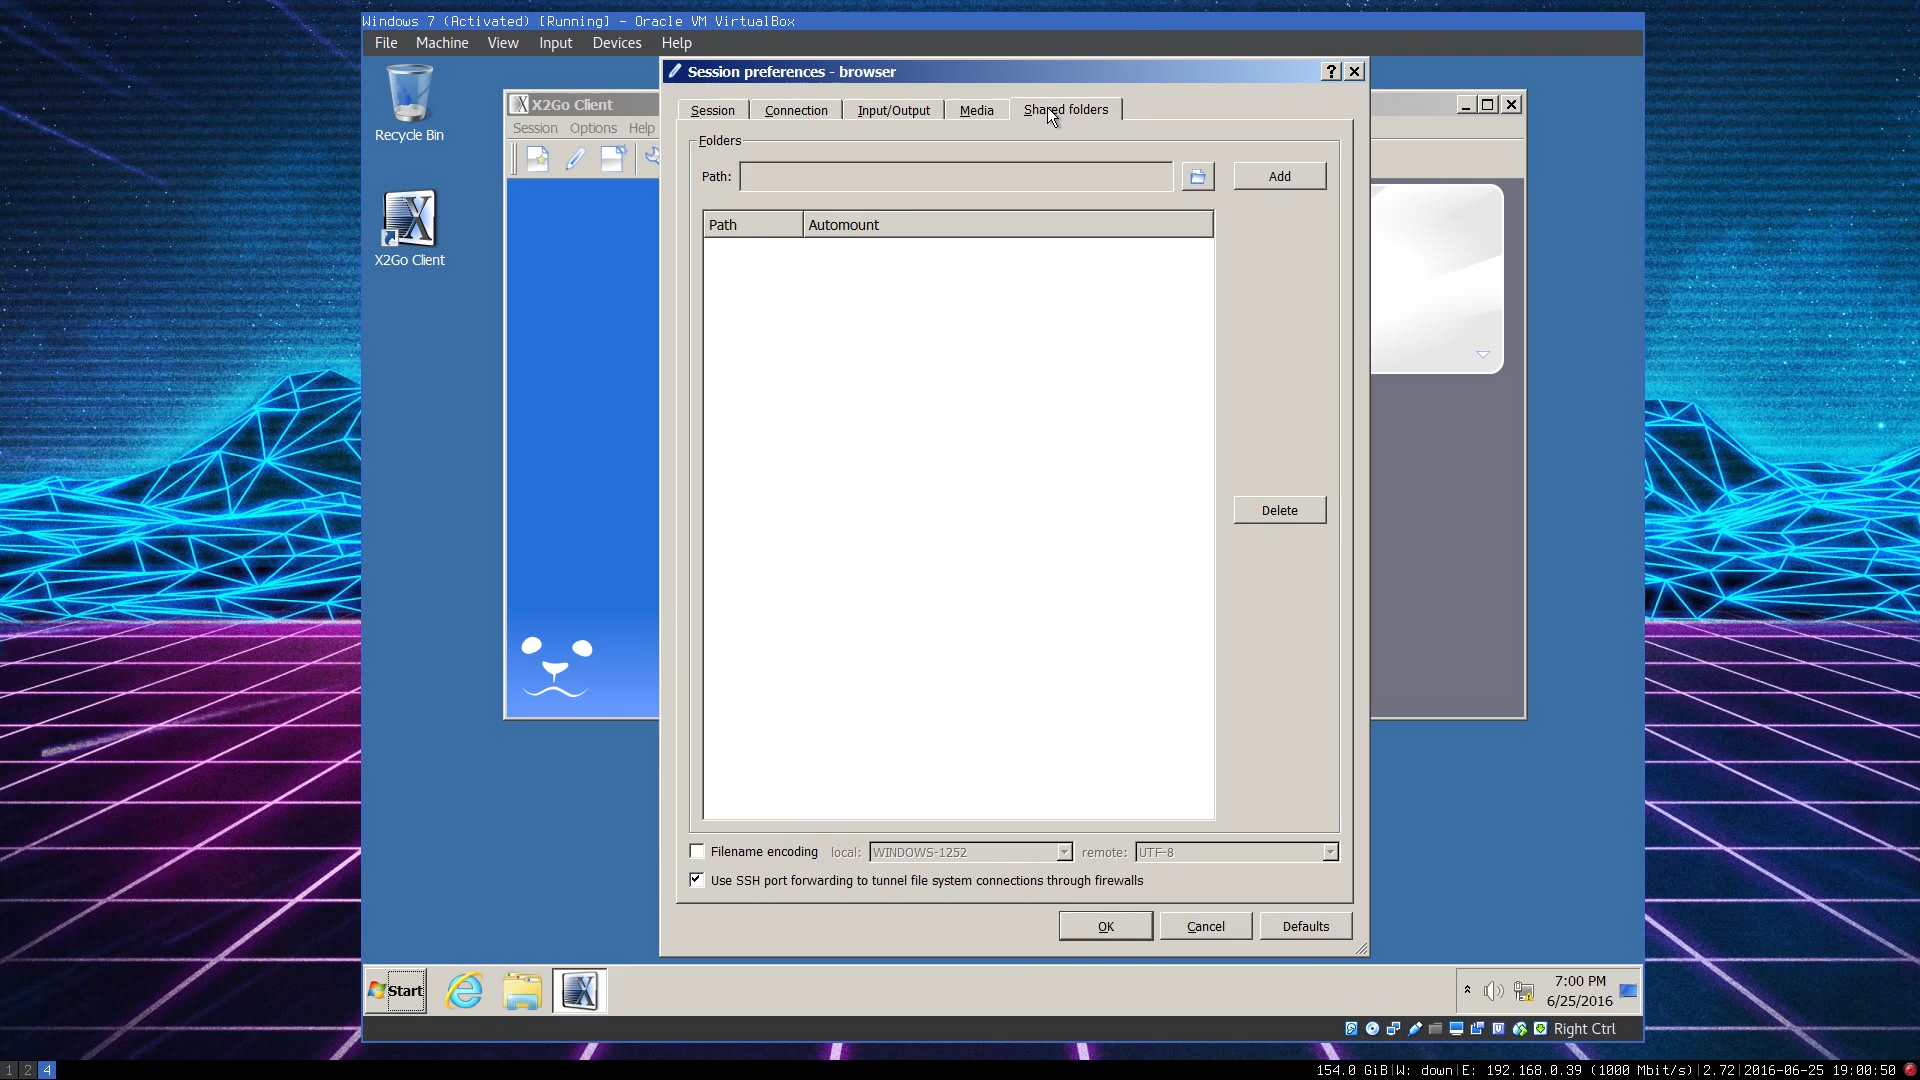 Windows 7 (Activated) [Running] - Oracle VM VirtualBox
File Machine View Input Devices Help
Recycle Bin
X2Go Client
X2Go Client
Session Options Help
Session preferences - browser
Session Connection Input/Output Media Shared folders
Folders
Path: Add
Path Automount
Delete
Filename encoding local: WINDOWS-1252 remote: UTF-8
Use SSH port forwarding to tunnel file system connections through firewalls
OK Cancel Defaults
Start
7:00 PM
6/25/2016
Right Ctrl
1 2 4
154.0 GiB|W: down|E: 192.168.0.39 (1000 Mbit/s)|2.72|2016-06-25 19:00:50